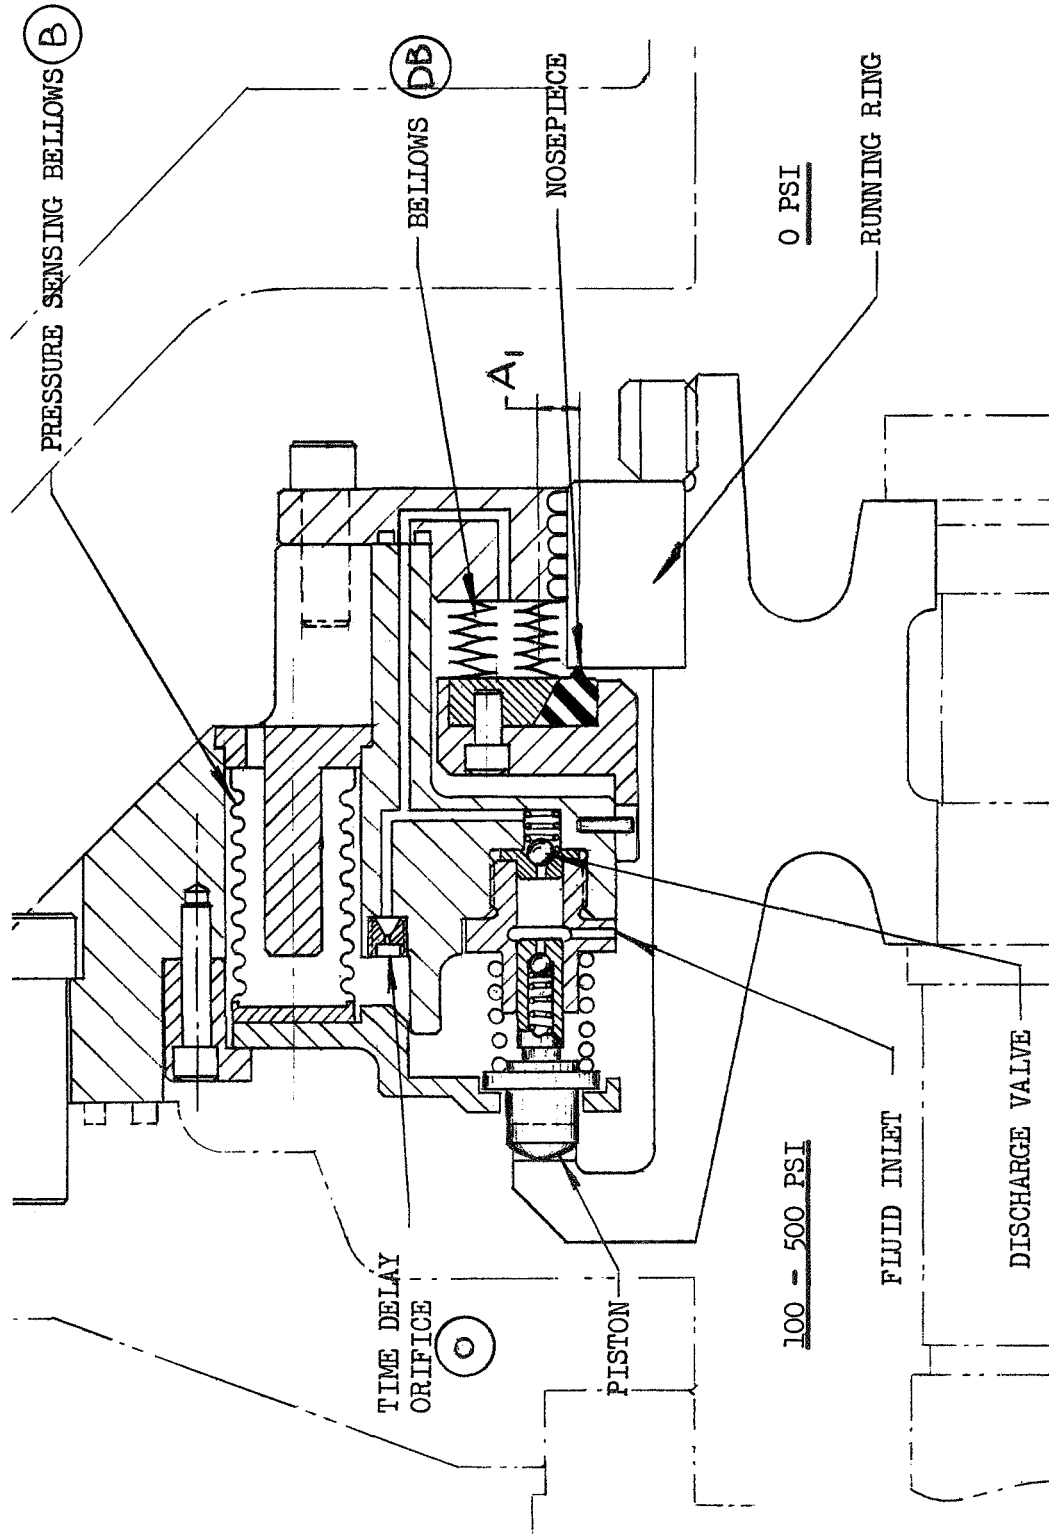 PRESSURE SENSING BELLOWS B
BELLOWS DB
NOSEPIECE
A1
0 PSI
RUNNING RING
TIME DELAY
ORIFICE O
PISTON
100 - 500 PSI
FLUID INLET
DISCHARGE VALVE